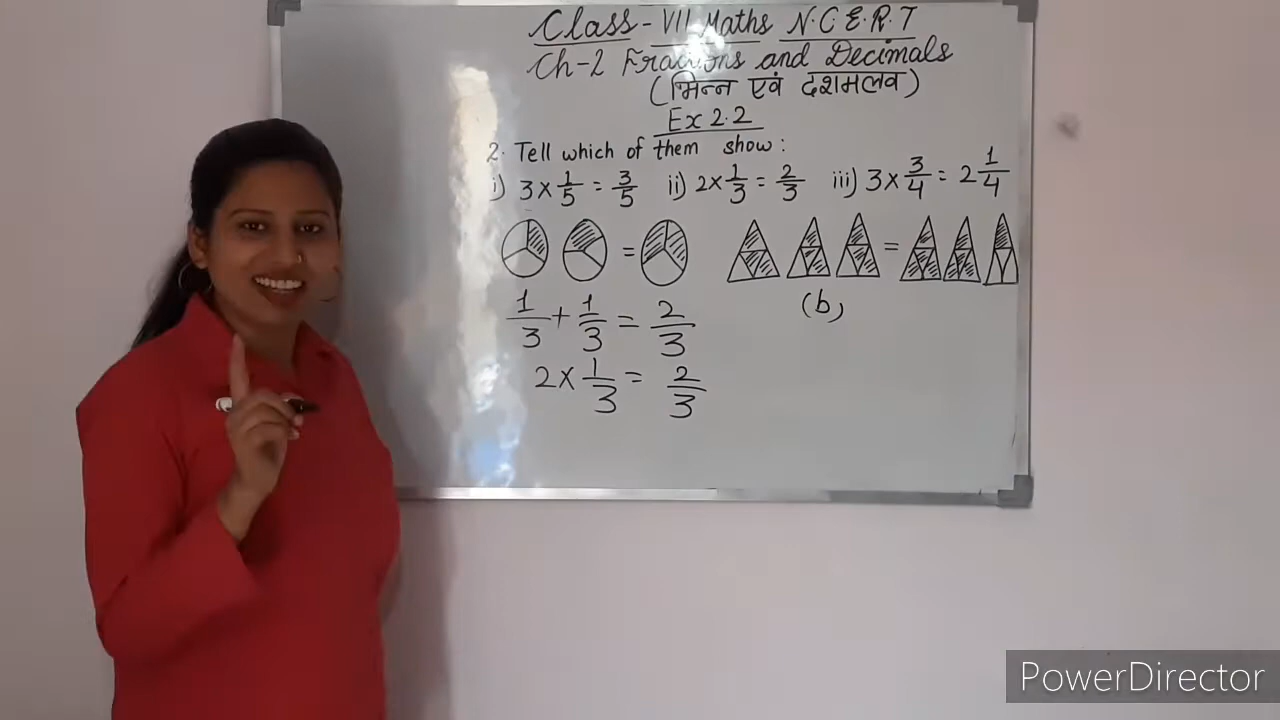 Class - VII Maths N.C.E.R.T
Ch-2 Fractions and Decimals
(भिन्न एवं दशमलव)
Ex 2.2
2. Tell which of them show :
i) 3 × 1/5 = 3/5 ii) 2 × 1/3 = 2/3 iii) 3 × 3/4 = 2 1/4
= =
(b)
1/3 + 1/3 = 2/3
2 × 1/3 = 2/3
PowerDirector